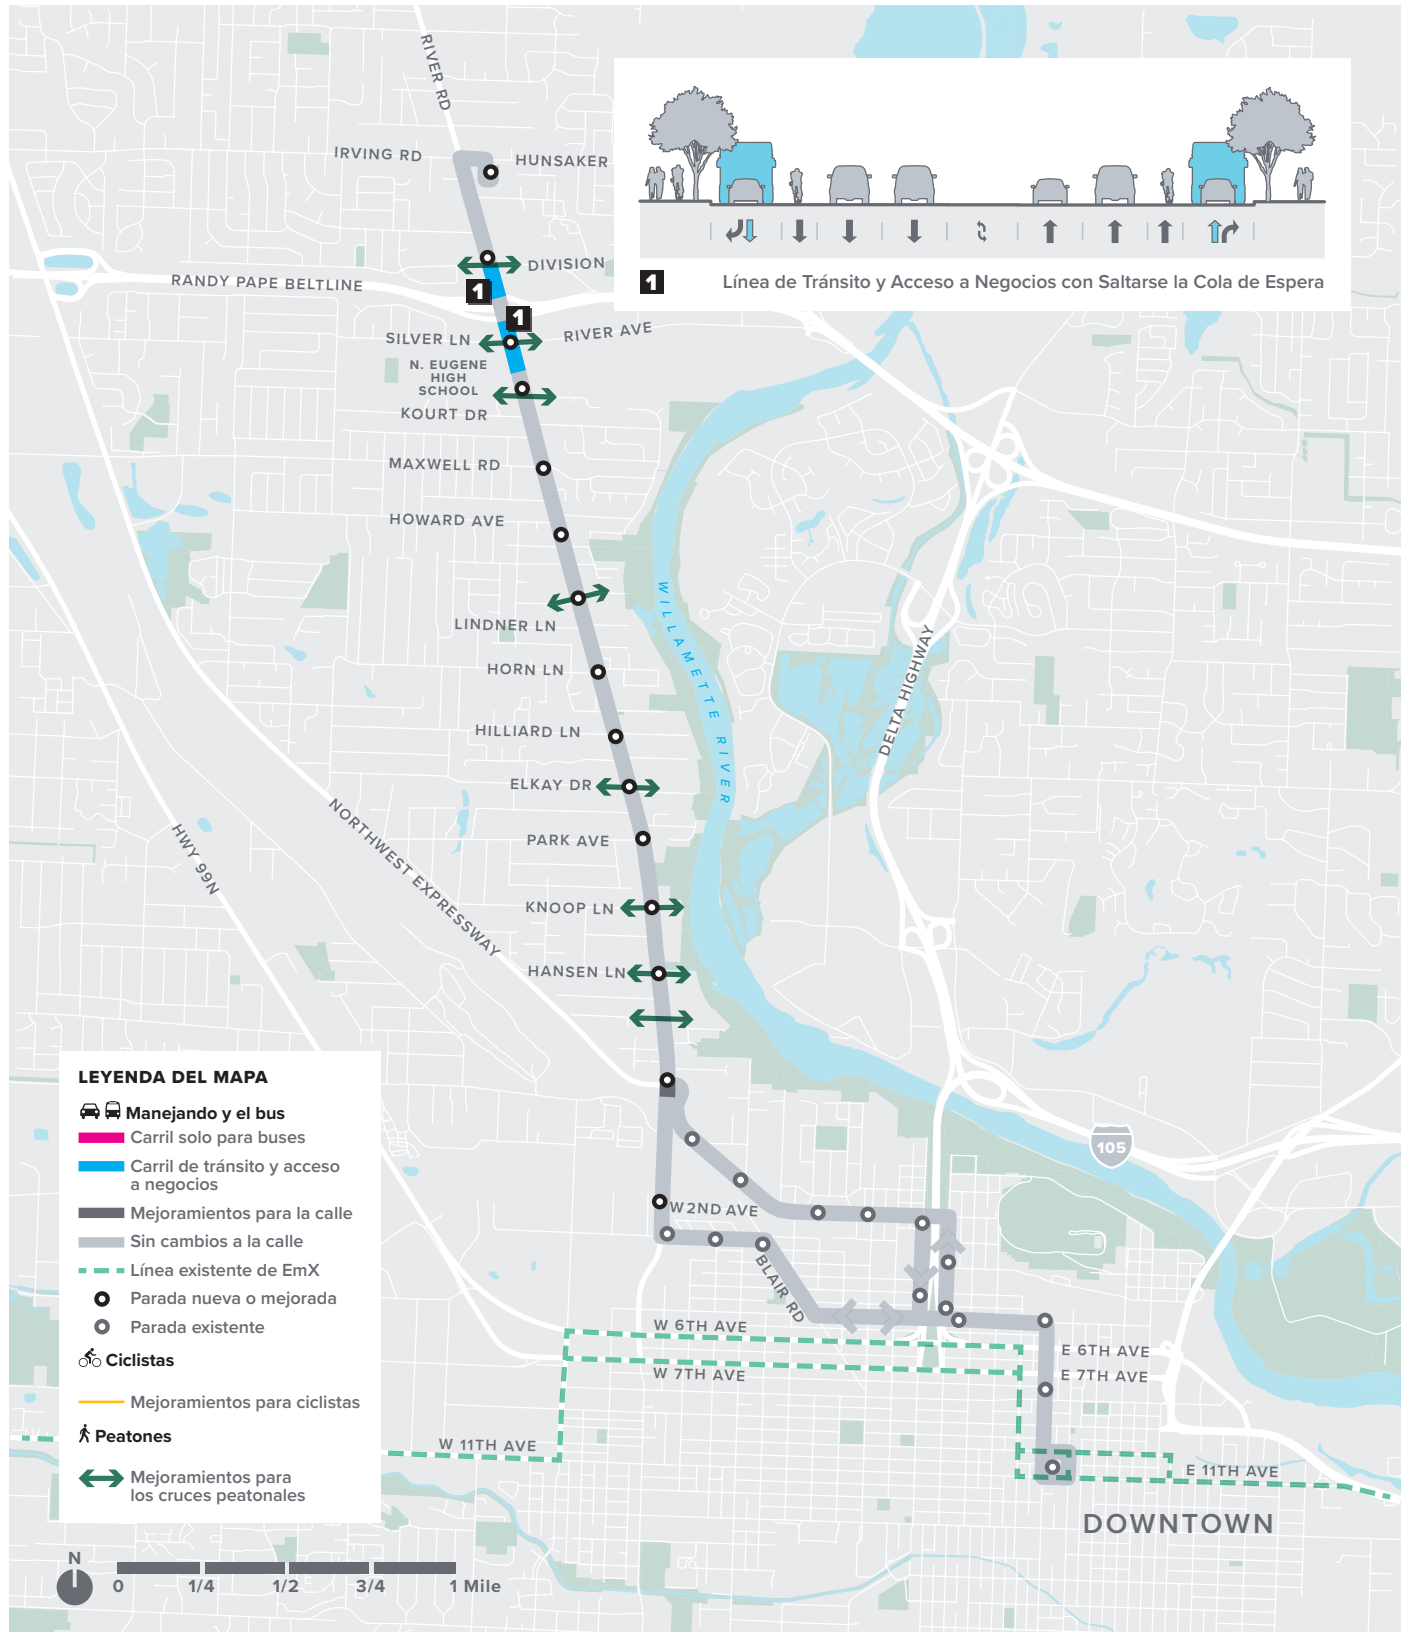 RIVER RD
IRVING RD
HUNSAKER
DIVISION
RANDY PAPE BELTLINE
1
1
SILVER LN
RIVER AVE
N. EUGENE
HIGH
SCHOOL
KOURT DR
MAXWELL RD
HOWARD AVE
LINDNER LN
HORN LN
HILLIARD LN
ELKAY DR
PARK AVE
KNOOP LN
HANSEN LN
WILLAMETTE RIVER
DELTA HIGHWAY
NORTHWEST EXPRESSWAY
HWY 99N
105
W 2ND AVE
BLAIR RD
W 6TH AVE
W 7TH AVE
E 6TH AVE
E 7TH AVE
W 11TH AVE
E 11TH AVE
DOWNTOWN
1 Línea de Tránsito y Acceso a Negocios con Saltarse la Cola de Espera
LEYENDA DEL MAPA
Manejando y el bus
Carril solo para buses
Carril de tránsito y acceso
a negocios
Mejoramientos para la calle
Sin cambios a la calle
Línea existente de EmX
Parada nueva o mejorada
Parada existente
Ciclistas
Mejoramientos para ciclistas
Peatones
Mejoramientos para
los cruces peatonales
N
0 1/4 1/2 3/4 1 Mile